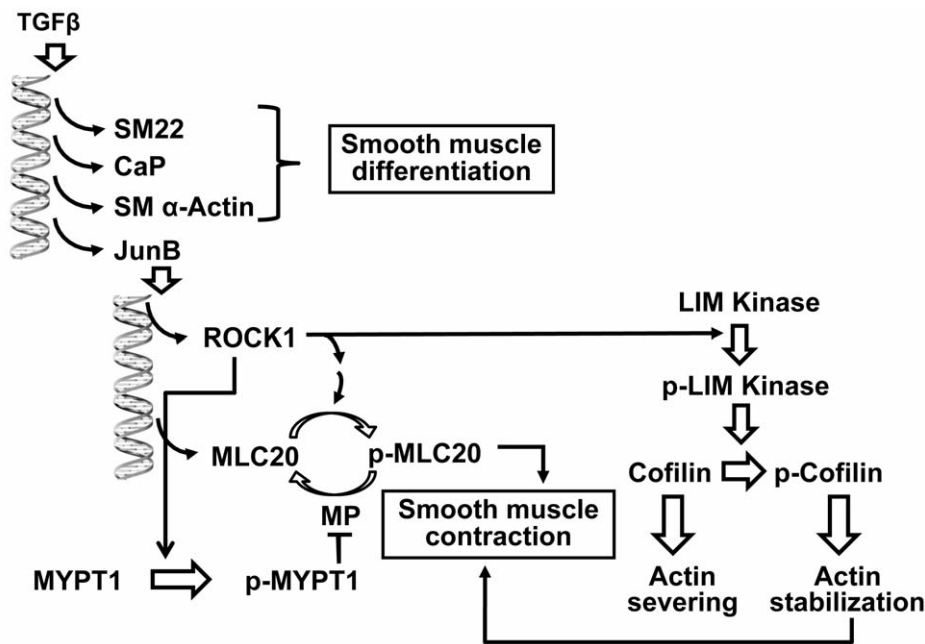 TGFβ
SM22
CaP
SM α-Actin
JunB
Smooth muscle
differentiation
ROCK1
LIM Kinase
p-LIM Kinase
MLC20
p-MLC20
Cofilin
p-Cofilin
MP
Smooth muscle
contraction
MYPT1
p-MYPT1
Actin
severing
Actin
stabilization